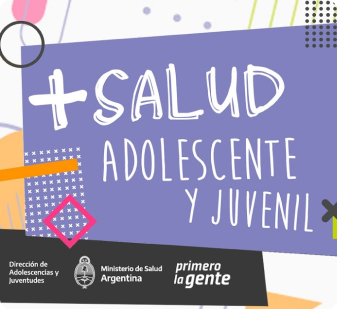 +SALUD
ADOLESCENTE
Y JUVENIL
Dirección de
Adolescencias y
Juventudes
Ministerio de Salud
Argentina
primero
la gente